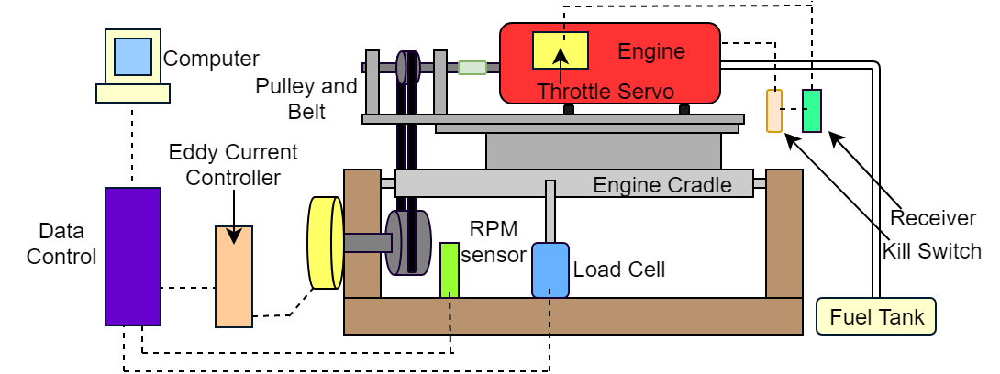 Computer
Pulley and
Belt
Engine
Throttle Servo
Eddy Current
Controller
Engine Cradle
Data
Control
RPM
sensor
Load Cell
Receiver
Kill Switch
Fuel Tank